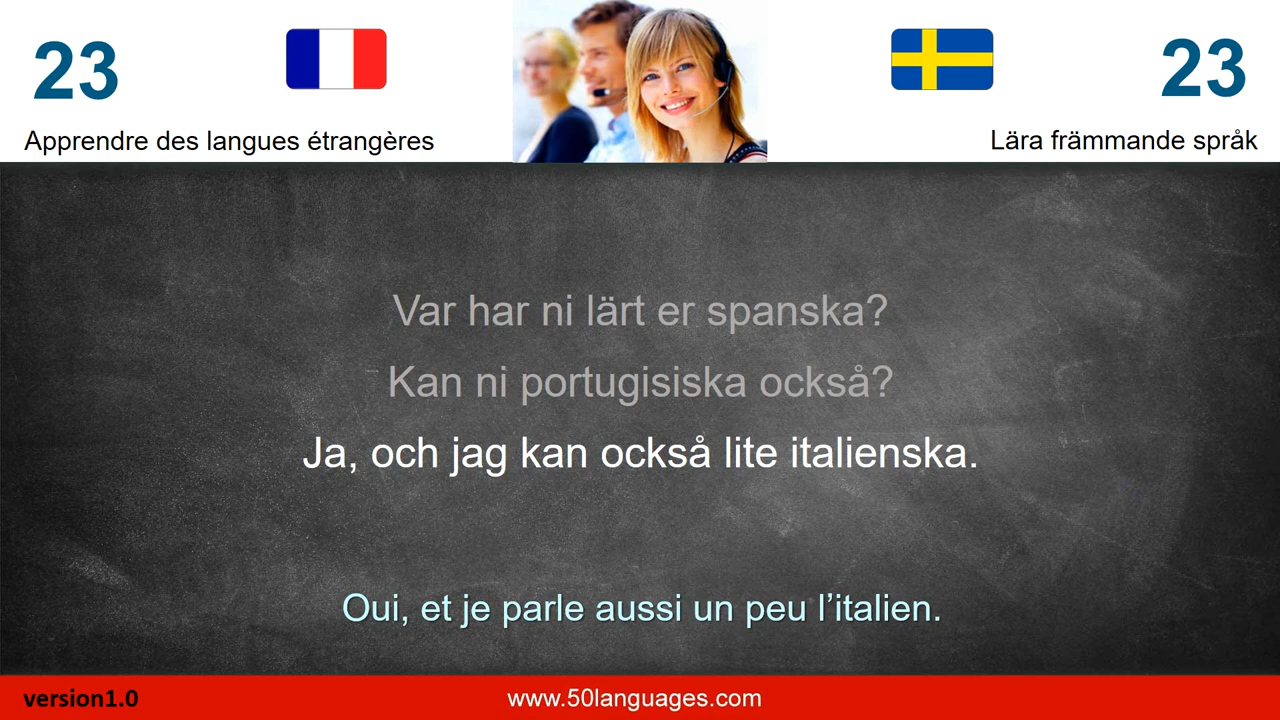 23
23
Apprendre des langues étrangères
Lära främmande språk
Var har ni lärt er spanska?
Kan ni portugisiska också?
Ja, och jag kan också lite italienska.
Oui, et je parle aussi un peu l’italien.
version1.0
www.50languages.com